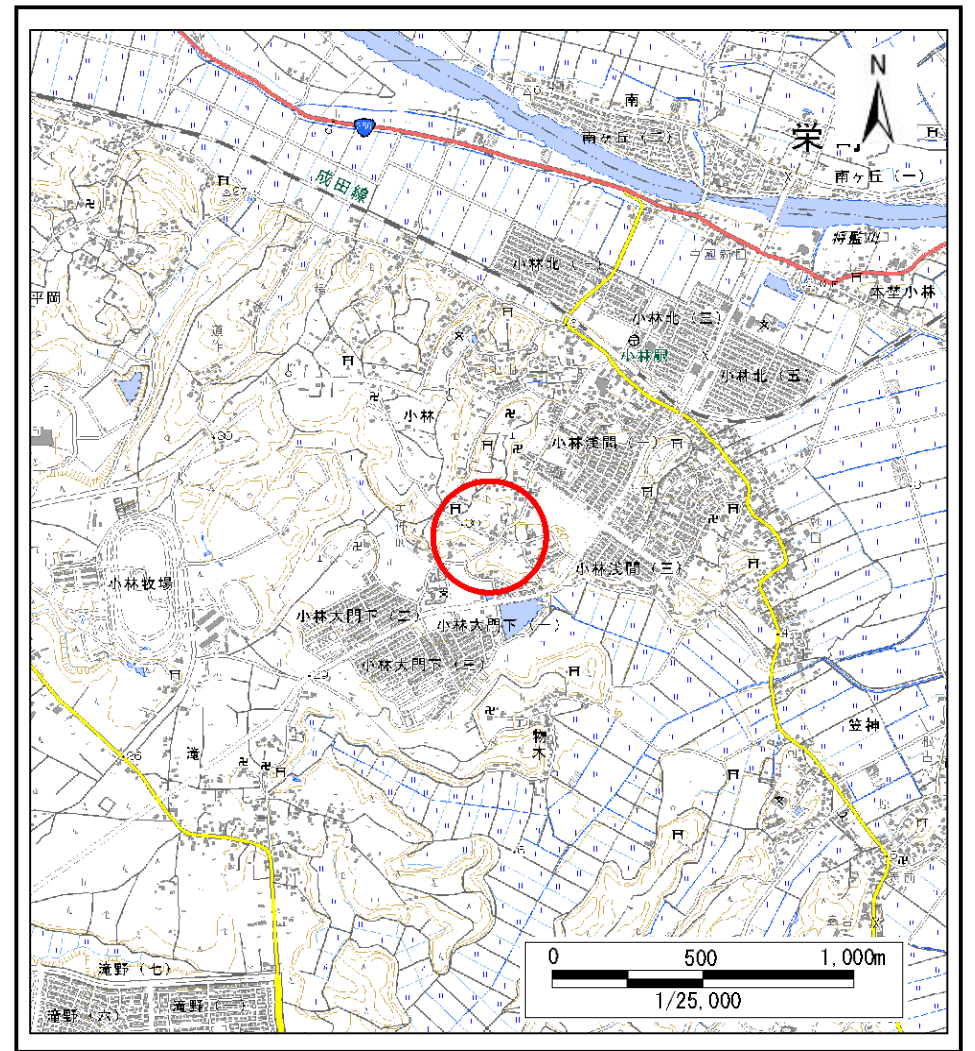 N
栄町
南
南ヶ丘（二）
南ヶ丘（一）
成田線
将監川
本埜小林
小林北（三）
小林北（五）
小林駅
平岡
小林
小林浅間（一）
小林浅間（三）
小林牧場
小林大門下（二）
小林大門下（一）
小林大門下（三）
物木
笠神
滝
滝野（七）
滝野（六）
0 500 1,000m
1/25,000